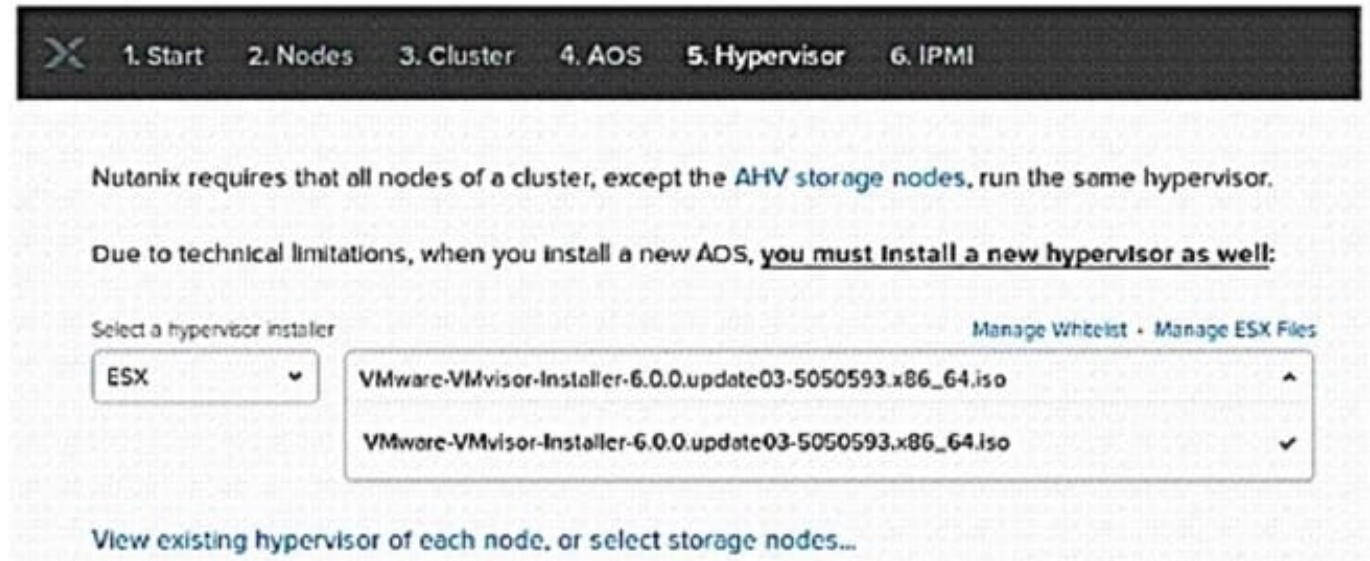 1. Start 2. Nodes 3. Cluster 4. AOS 5. Hypervisor 6. IPMI
Nutanix requires that all nodes of a cluster, except the AHV storage nodes, run the same hypervisor.
Due to technical limitations, when you install a new AOS, you must install a new hypervisor as well:
Select a hypervisor installer
Manage Whitelist • Manage ESX Files
ESX
VMware-VMvisor-Installer-6.0.0.update03-5050593.x86_64.iso
VMware-VMvisor-Installer-6.0.0.update03-5050593.x86_64.iso
View existing hypervisor of each node, or select storage nodes...